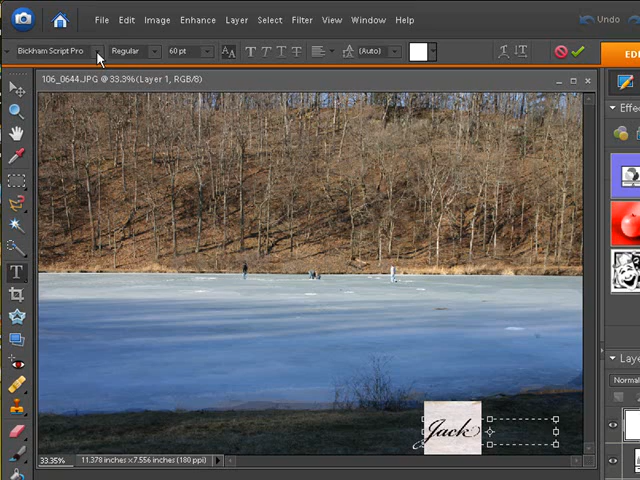 File Edit Image Enhance Layer Select Filter View Window Help Undo
Bickham Script Pro Regular 60 pt (Auto)
106_0644.JPG @ 33.3%(Layer 1, RGB/8)
Effe
Jack
Laye
Normal
33.35% 11.378 inches x 7.556 inches (180 ppi)